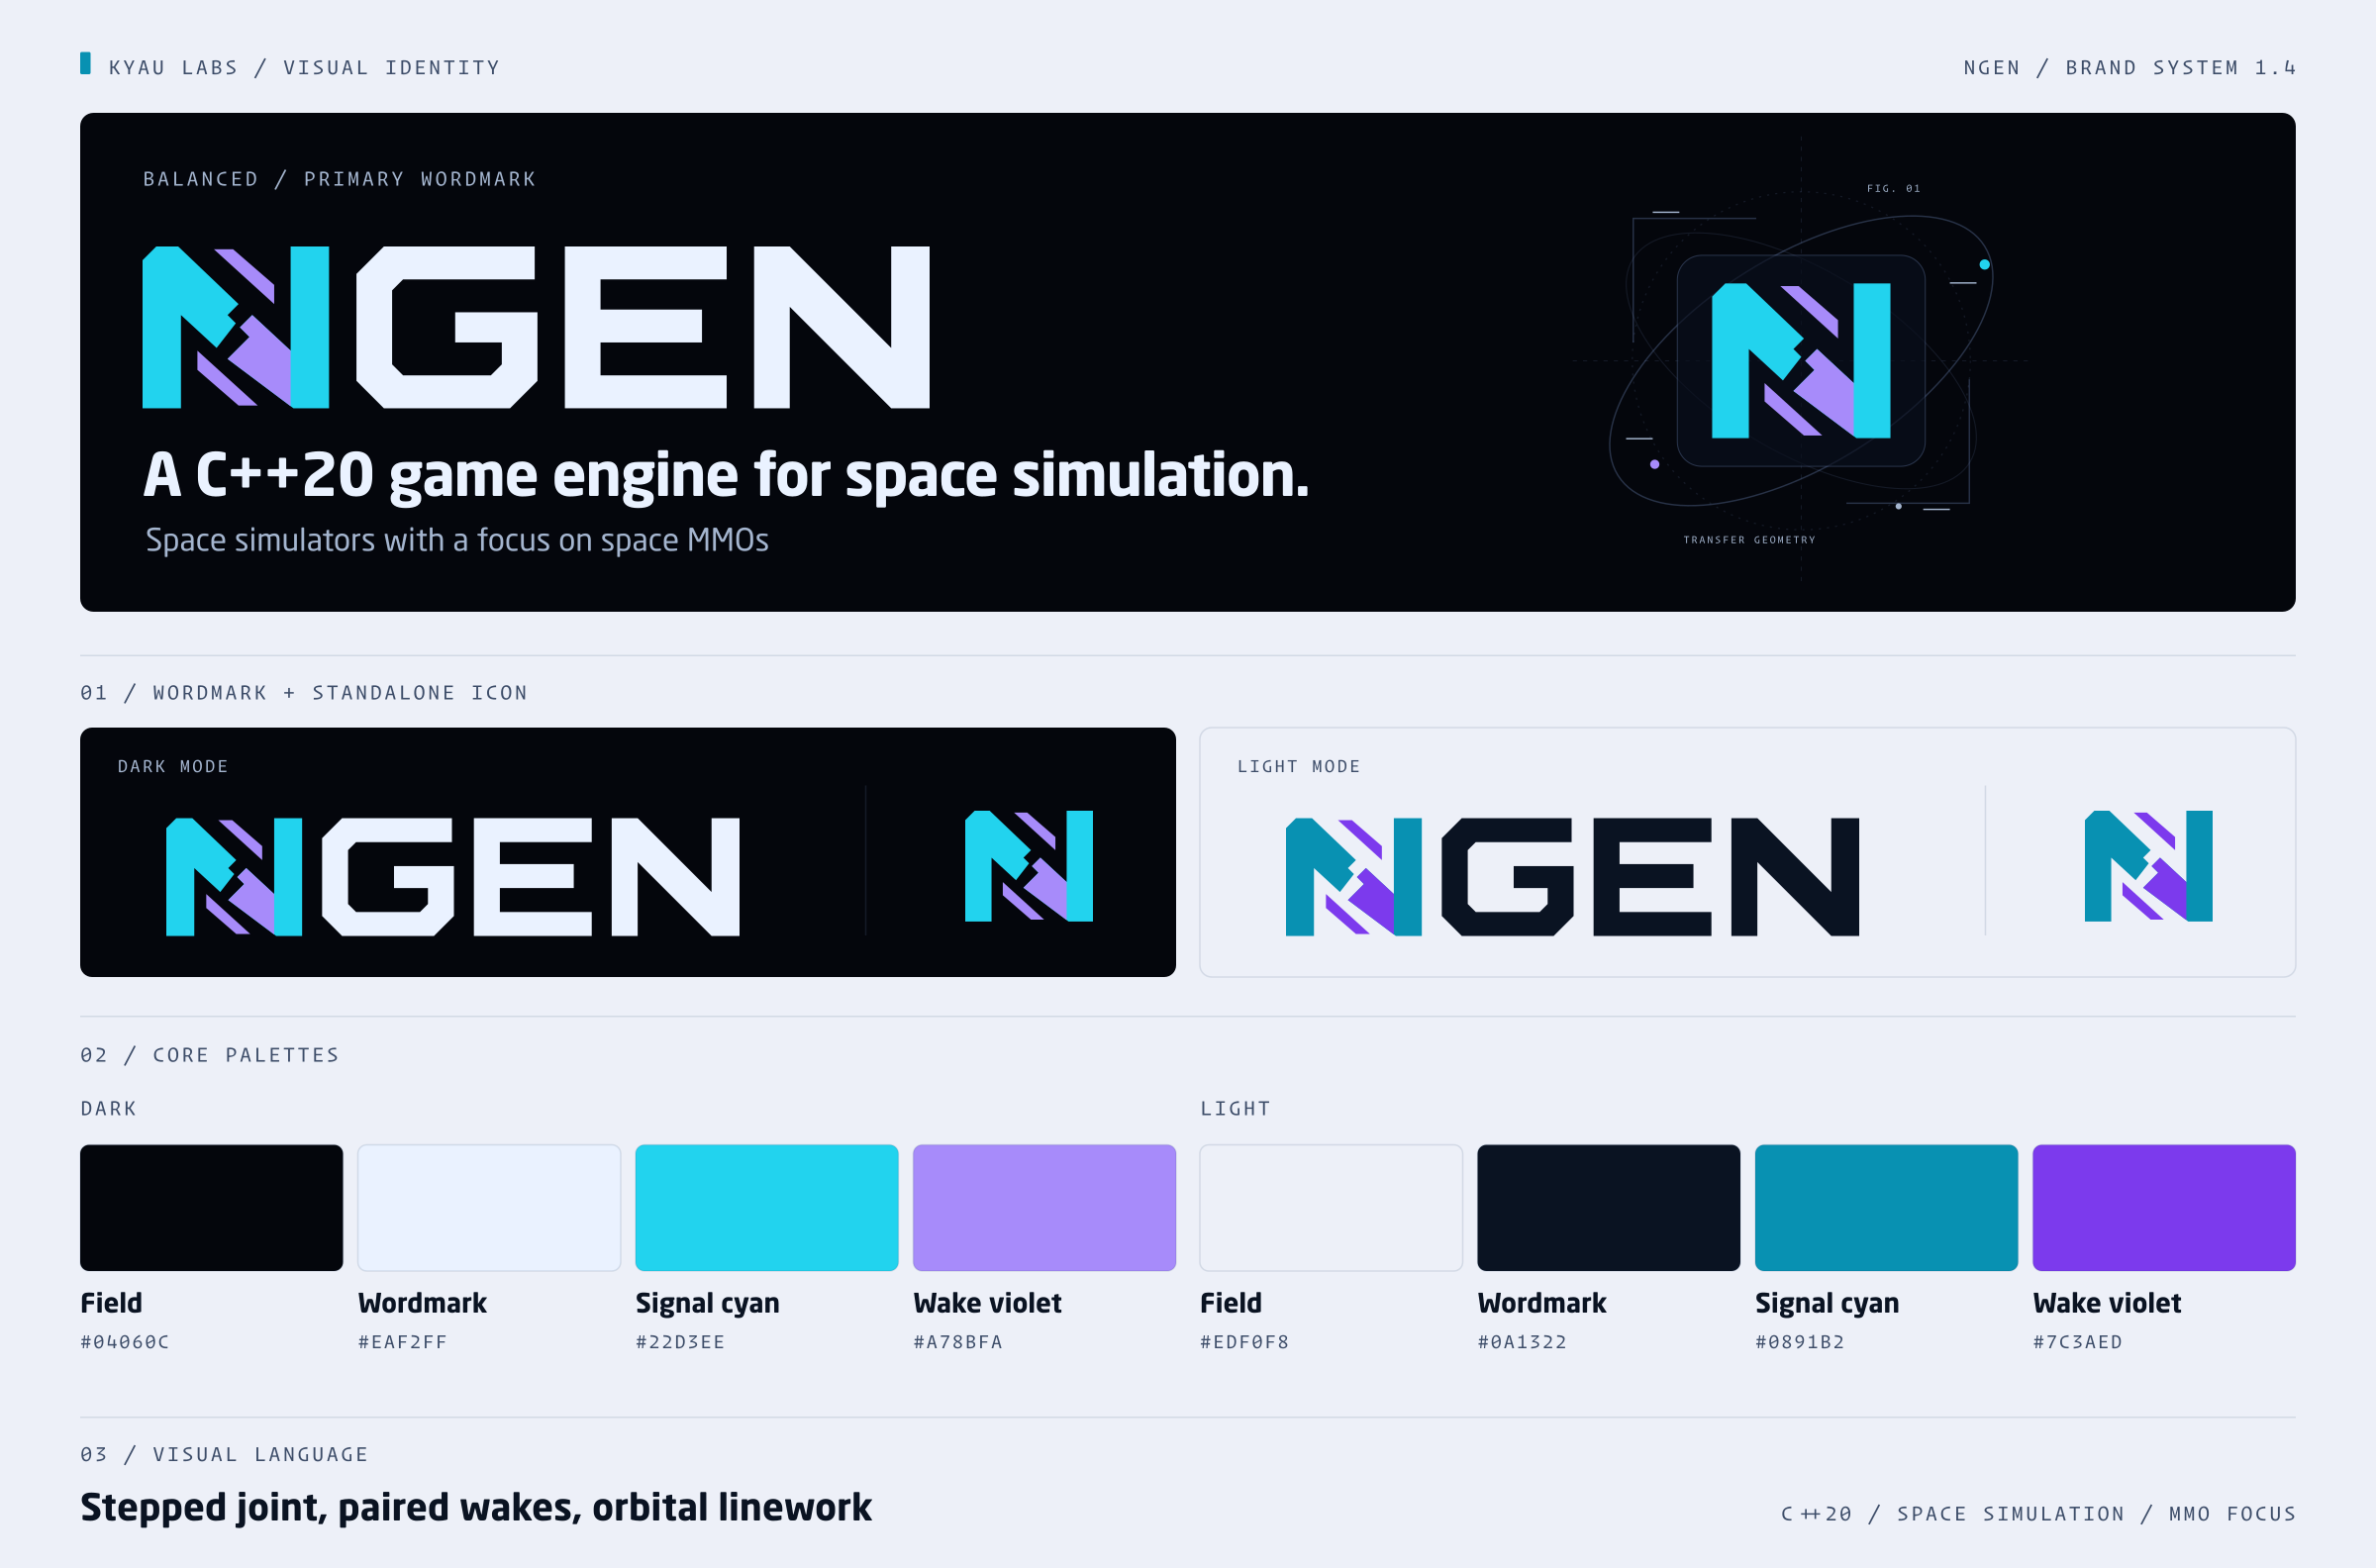 KYAU LABS / VISUAL IDENTITY
NGEN / BRAND SYSTEM 1.4
BALANCED / PRIMARY WORDMARK
NGEN
A C++20 game engine for space simulation.
Space simulators with a focus on space MMOs
FIG. 01
N
TRANSFER GEOMETRY
01 / WORDMARK + STANDALONE ICON
DARK MODE
NGEN
N
LIGHT MODE
NGEN
N
02 / CORE PALETTES
DARK
Field
#04060C
Wordmark
#EAF2FF
Signal cyan
#22D3EE
Wake violet
#A78BFA
LIGHT
Field
#EDF0F8
Wordmark
#0A1322
Signal cyan
#0891B2
Wake violet
#7C3AED
03 / VISUAL LANGUAGE
Stepped joint, paired wakes, orbital linework
C++20 / SPACE SIMULATION / MMO FOCUS